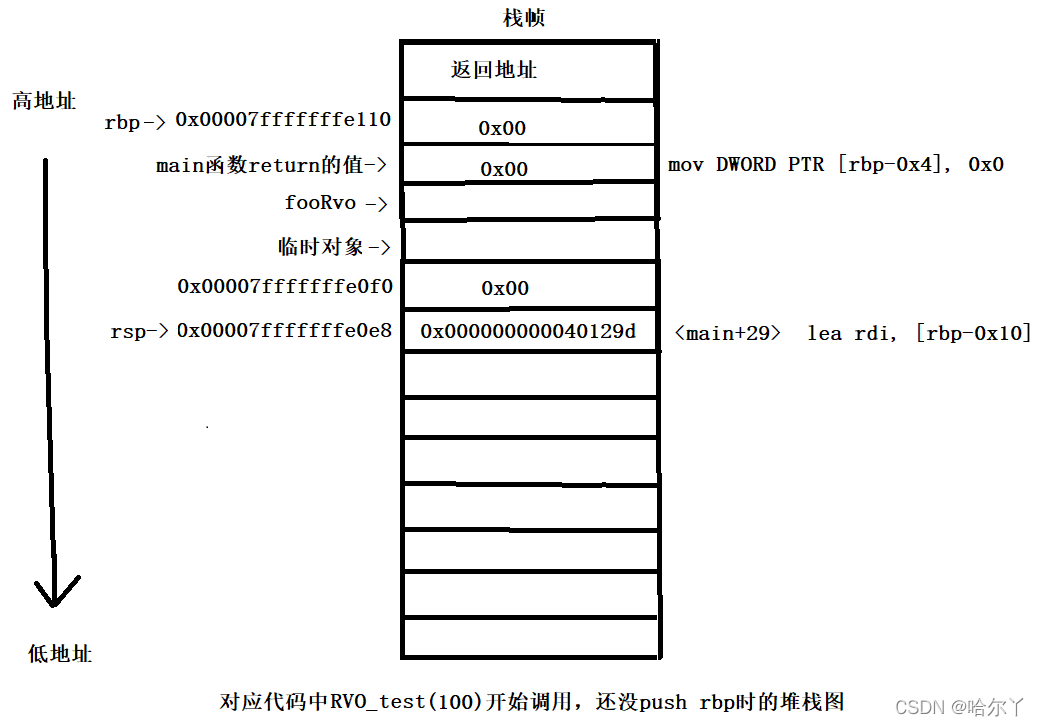 栈帧
返回地址
高地址
rbp-> 0x00007fffffffe110 0x00
main函数return的值-> 0x00 mov DWORD PTR [rbp-0x4], 0x0
fooRvo ->
临时对象->
0x00007fffffffe0f0 0x00
rsp-> 0x00007fffffffe0e8 0x000000000040129d <main+29> lea rdi, [rbp-0x10]
低地址
对应代码中RVO_test(100)开始调用，还没push rbp时的堆栈图
CSDN @哈尔丫